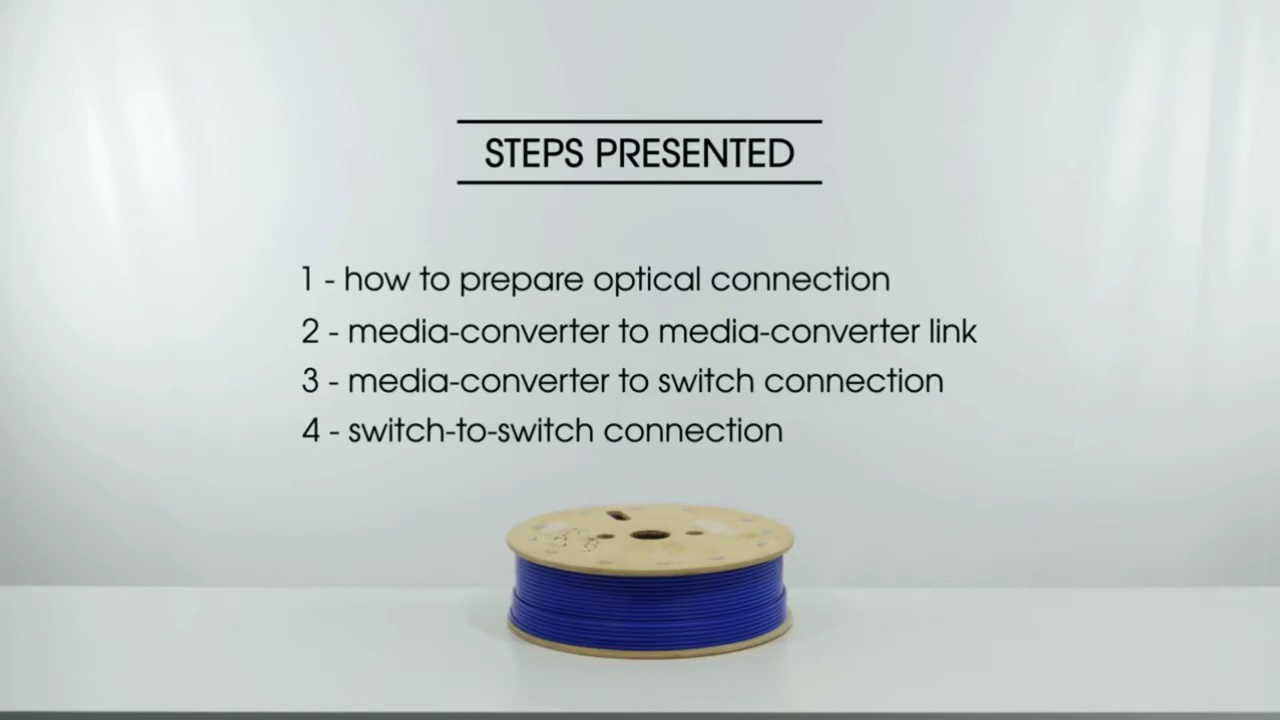 STEPS PRESENTED
1 - how to prepare optical connection
2 - media-converter to media-converter link
3 - media-converter to switch connection
4 - switch-to-switch connection